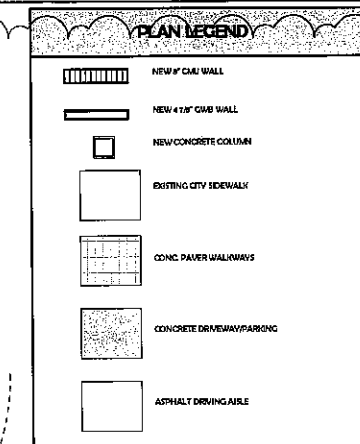 PLAN LEGEND
NEW 8" CMU WALL
NEW 4 7/8" GWB WALL
NEW CONCRETE COLUMN
EXISTING CITY SIDEWALK
CONC. PAVER WALKWAYS
CONCRETE DRIVEWAY/PARKING
ASPHALT DRIVING AISLE